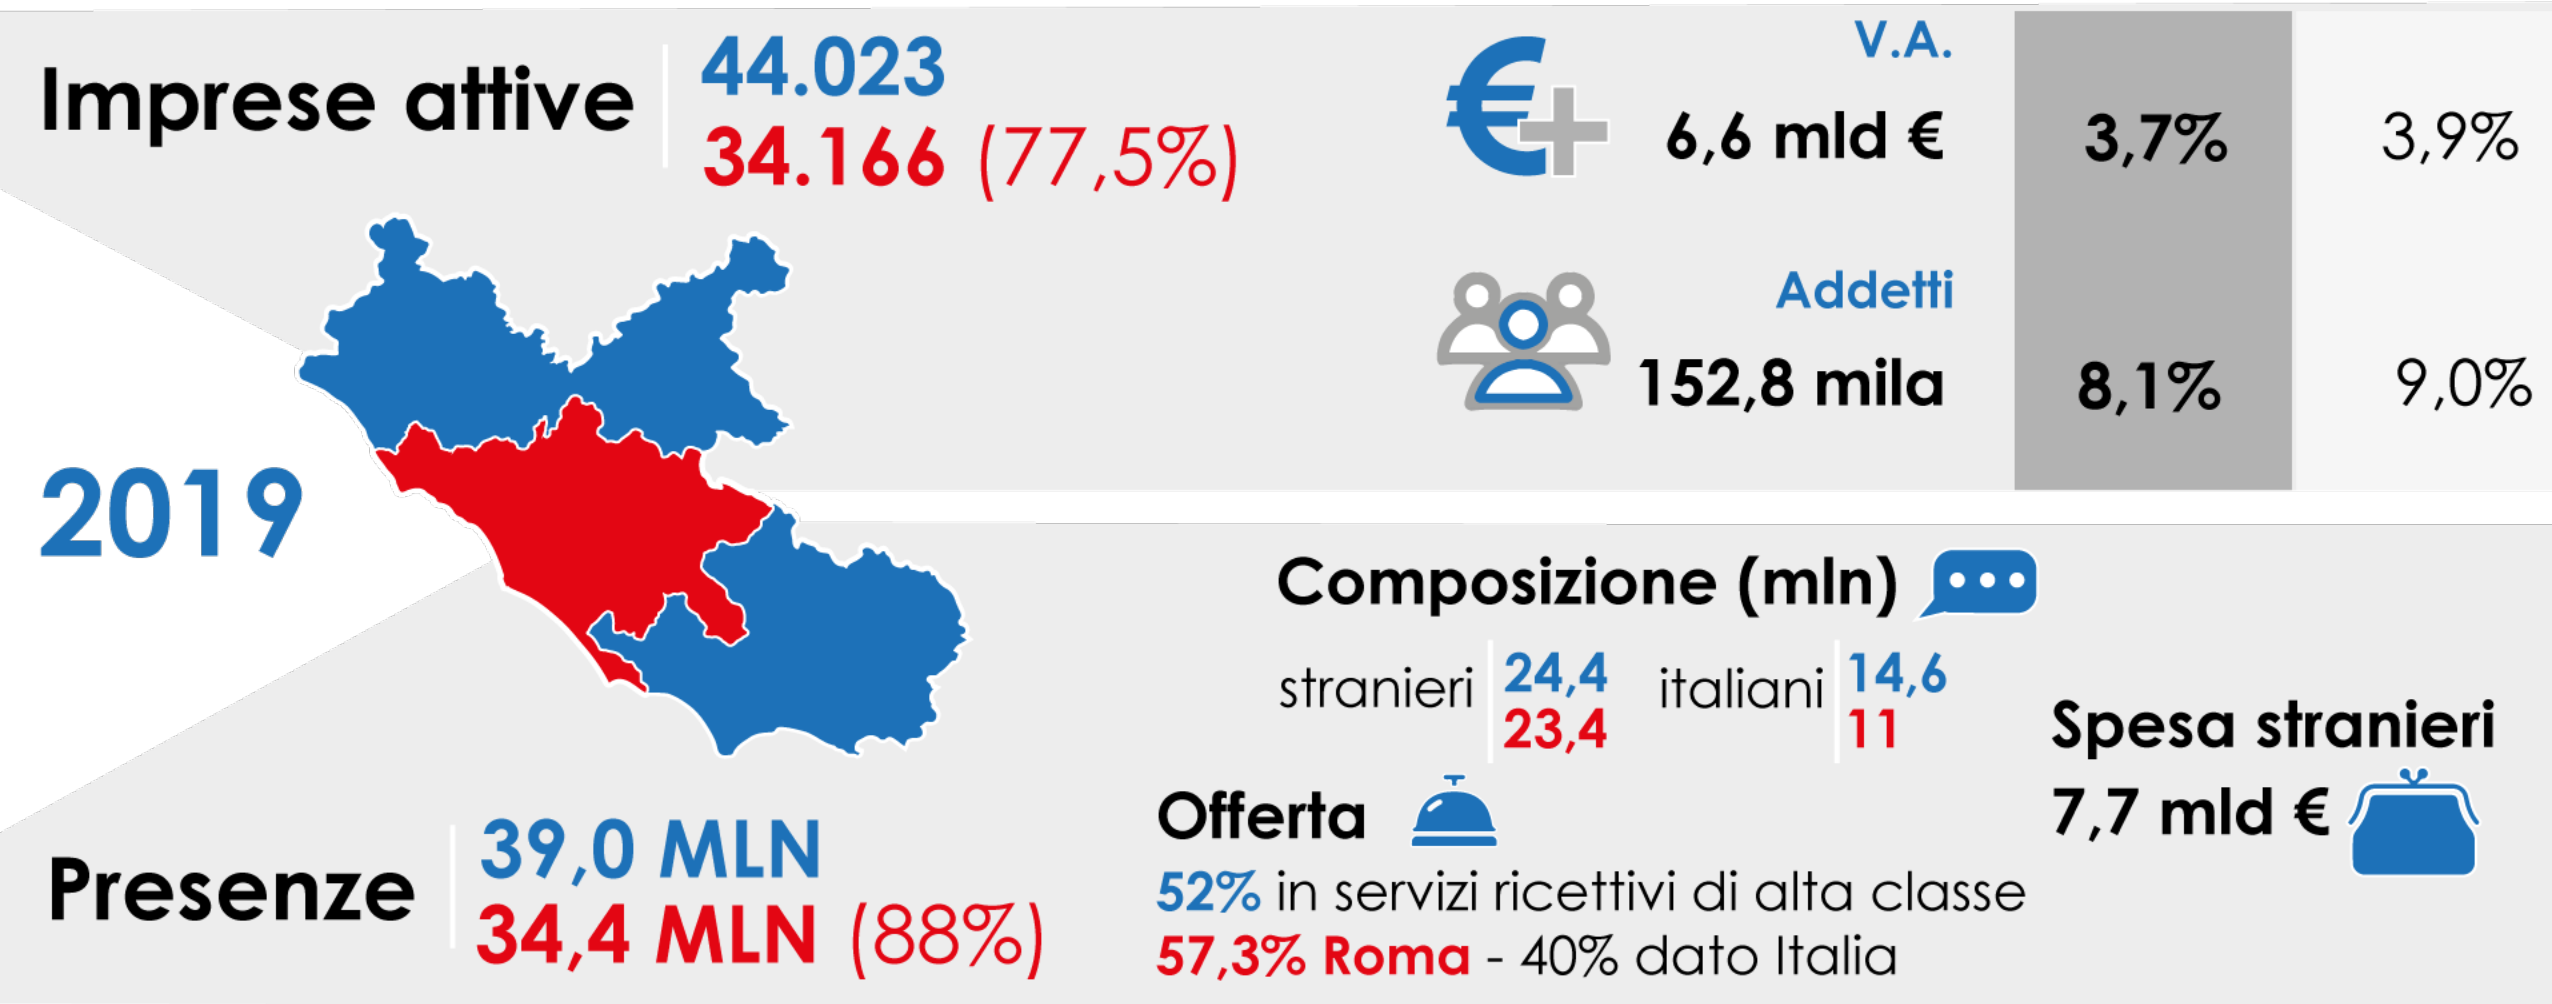 Imprese attive
44.023
34.166 (77,5%)
V.A.
6,6 mld €
3,7%
3,9%
Addetti
152,8 mila
8,1%
9,0%
2019
Presenze
39,0 MLN
34,4 MLN (88%)
Composizione (mln)
stranieri
24,4
23,4
italiani
14,6
11
Offerta
52% in servizi ricettivi di alta classe
57,3% Roma - 40% dato Italia
Spesa stranieri
7,7 mld €